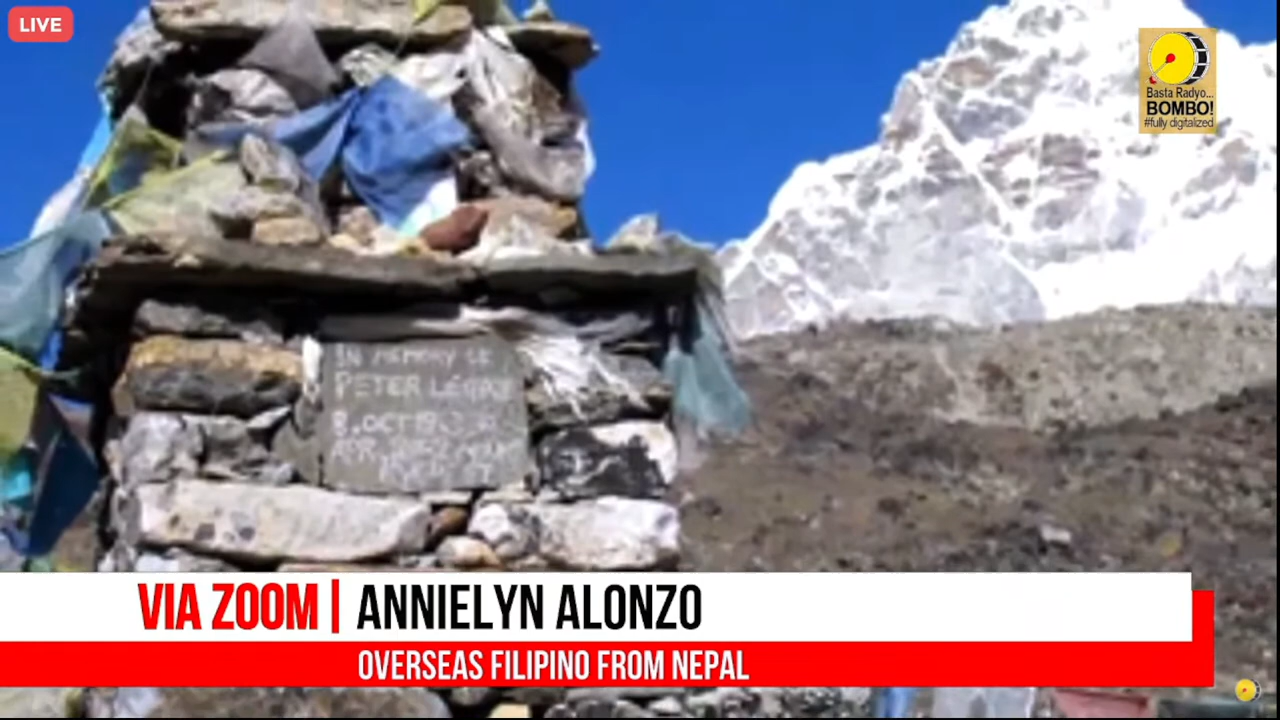 LIVE
Basta Radyo...
BOMBO!
#fully digitalized
IN MEMORY OF
PETER
VIA ZOOM | ANNIELYN ALONZO
OVERSEAS FILIPINO FROM NEPAL